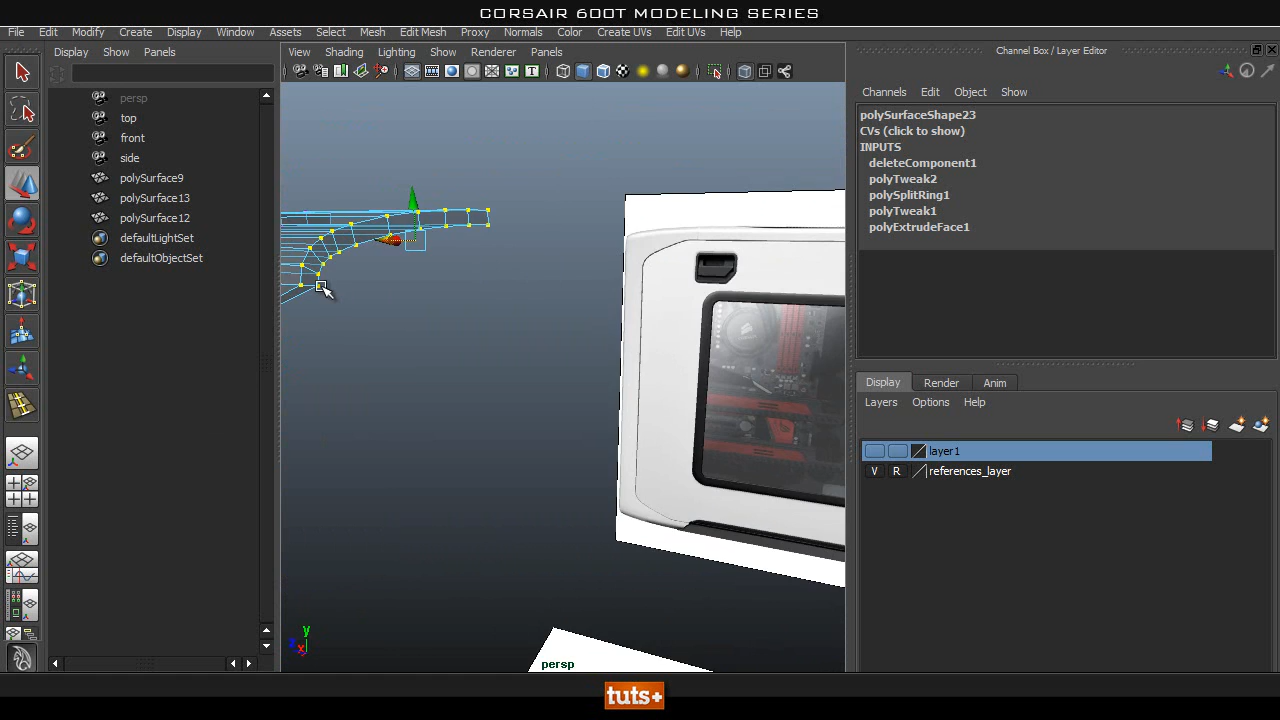 CORSAIR 600T MODELING SERIES
File Edit Modify Create Display Window Assets Select Mesh Edit Mesh Proxy Normals Color Create UVs Edit UVs Help
Display Show Panels
View Shading Lighting Show Renderer Panels
Channel Box / Layer Editor
persp
top
front
side
polySurface9
polySurface13
polySurface12
defaultLightSet
defaultObjectSet
Channels Edit Object Show
polySurfaceShape23
CVs (click to show)
INPUTS
deleteComponent1
polyTweak2
polySplitRing1
polyTweak1
polyExtrudeFace1
Display Render Anim
Layers Options Help
layer1
V R references_layer
y
z
x
persp
tuts+